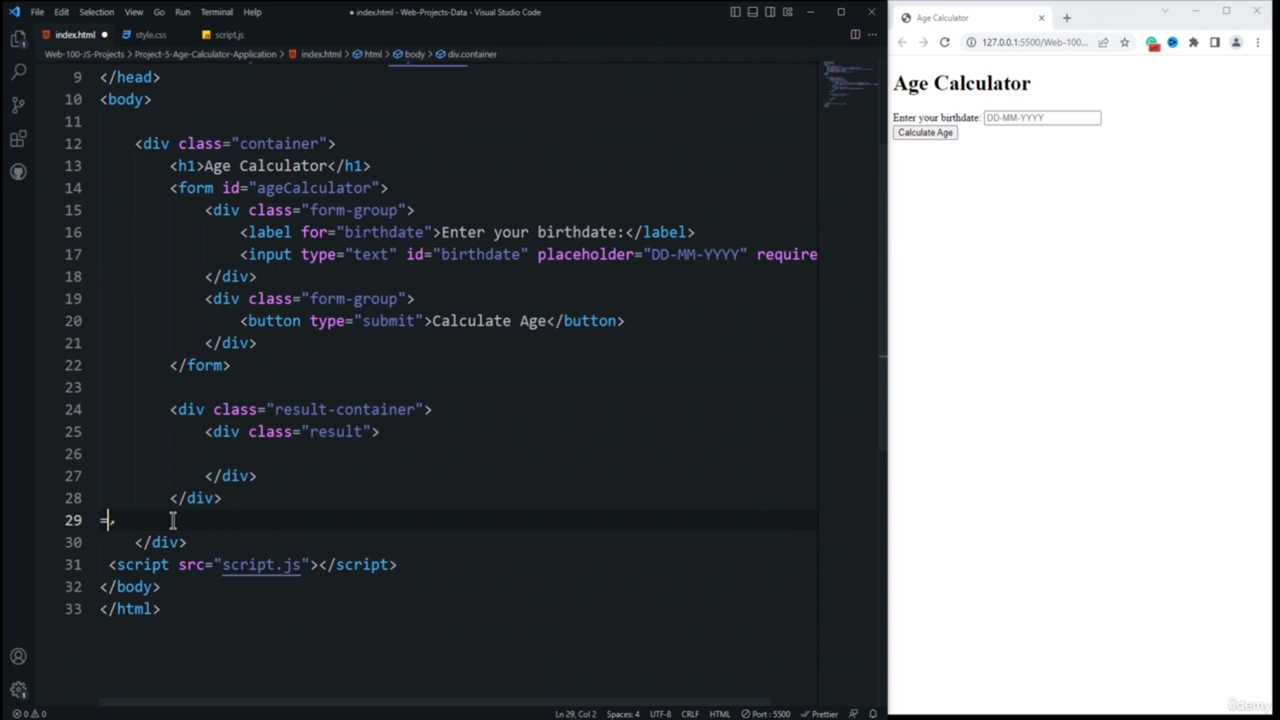 File Edit Selection View Go Run Terminal Help
● index.html - Web-Projects-Data - Visual Studio Code
index.html ● style.css script.js
Web-100-JS-Projects > Project-5-Age-Calculator-Application > index.html > html > body > div.container
9 </head>
10 <body>
11
12 <div class="container">
13 <h1>Age Calculator</h1>
14 <form id="ageCalculator">
15 <div class="form-group">
16 <label for="birthdate">Enter your birthdate:</label>
17 <input type="text" id="birthdate" placeholder="DD-MM-YYYY" require
18 </div>
19 <div class="form-group">
20 <button type="submit">Calculate Age</button>
21 </div>
22 </form>
23
24 <div class="result-container">
25 <div class="result">
26
27 </div>
28 </div>
29
30 </div>
31 <script src="script.js"></script>
32 </body>
33 </html>
0 0 Ln 29, Col 2 Spaces: 4 UTF-8 CRLF HTML Port : 5500 Prettier
Age Calculator
127.0.0.1:5500/Web-100...
Age Calculator
Enter your birthdate: DD-MM-YYYY
Calculate Age
ûdemy